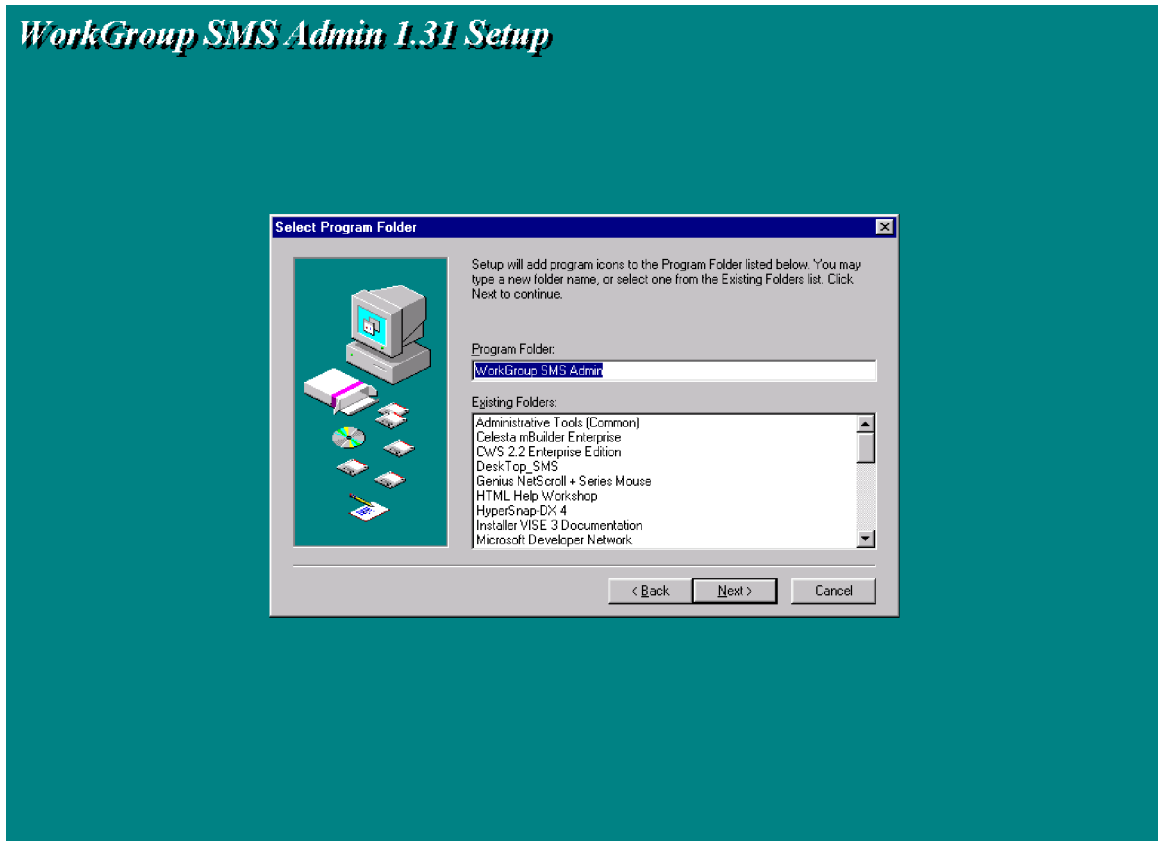 WorkGroup SMS Admin 1.31 Setup
Select Program Folder
Setup will add program icons to the Program Folder listed below. You may
type a new folder name, or select one from the Existing Folders list. Click
Next to continue.
Program Folder:
WorkGroup SMS Admin
Existing Folders:
Administrative Tools (Common)
Celesta mBuilder Enterprise
CWS 2.2 Enterprise Edition
DeskTop_SMS
Genius NetScroll + Series Mouse
HTML Help Workshop
HyperSnap-DX 4
Installer VISE 3 Documentation
Microsoft Developer Network
< Back Next > Cancel